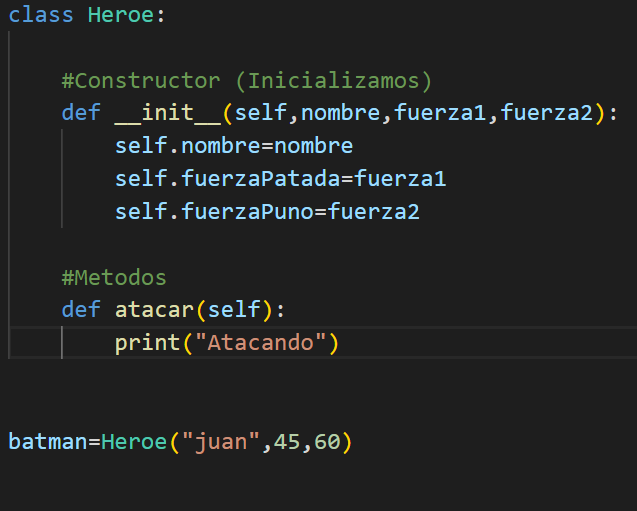 class Heroe:
#Constructor (Inicializamos)
def __init__(self,nombre,fuerza1,fuerza2):
self.nombre=nombre
self.fuerzaPatada=fuerza1
self.fuerzaPuno=fuerza2
#Metodos
def atacar(self):
print("Atacando")
batman=Heroe("juan",45,60)